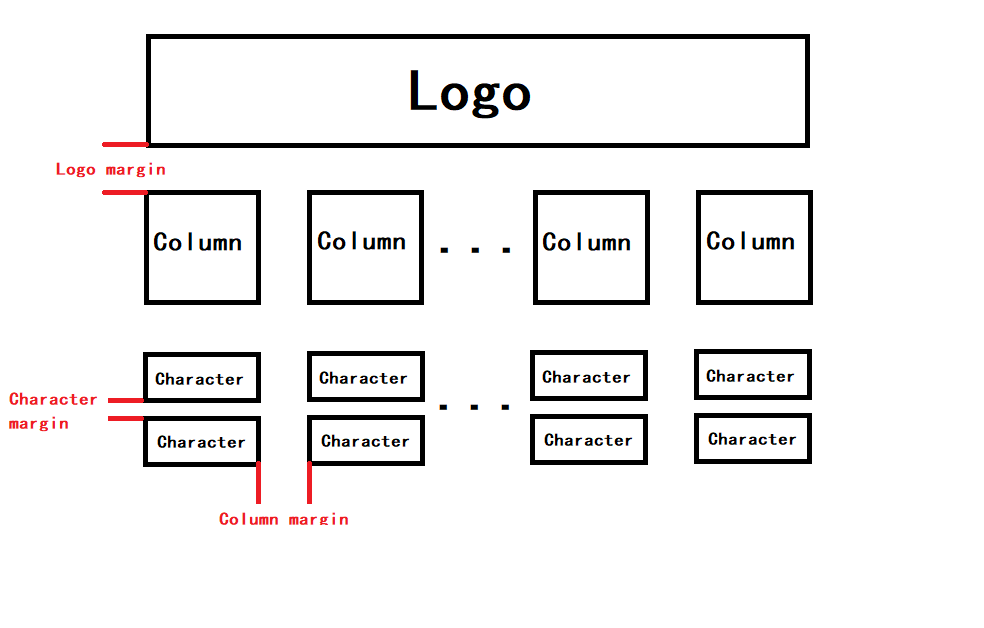 Logo
Logo margin
Column Column . . . Column Column
Character Character Character Character
Character margin
. . .
Character Character Character Character
Column margin